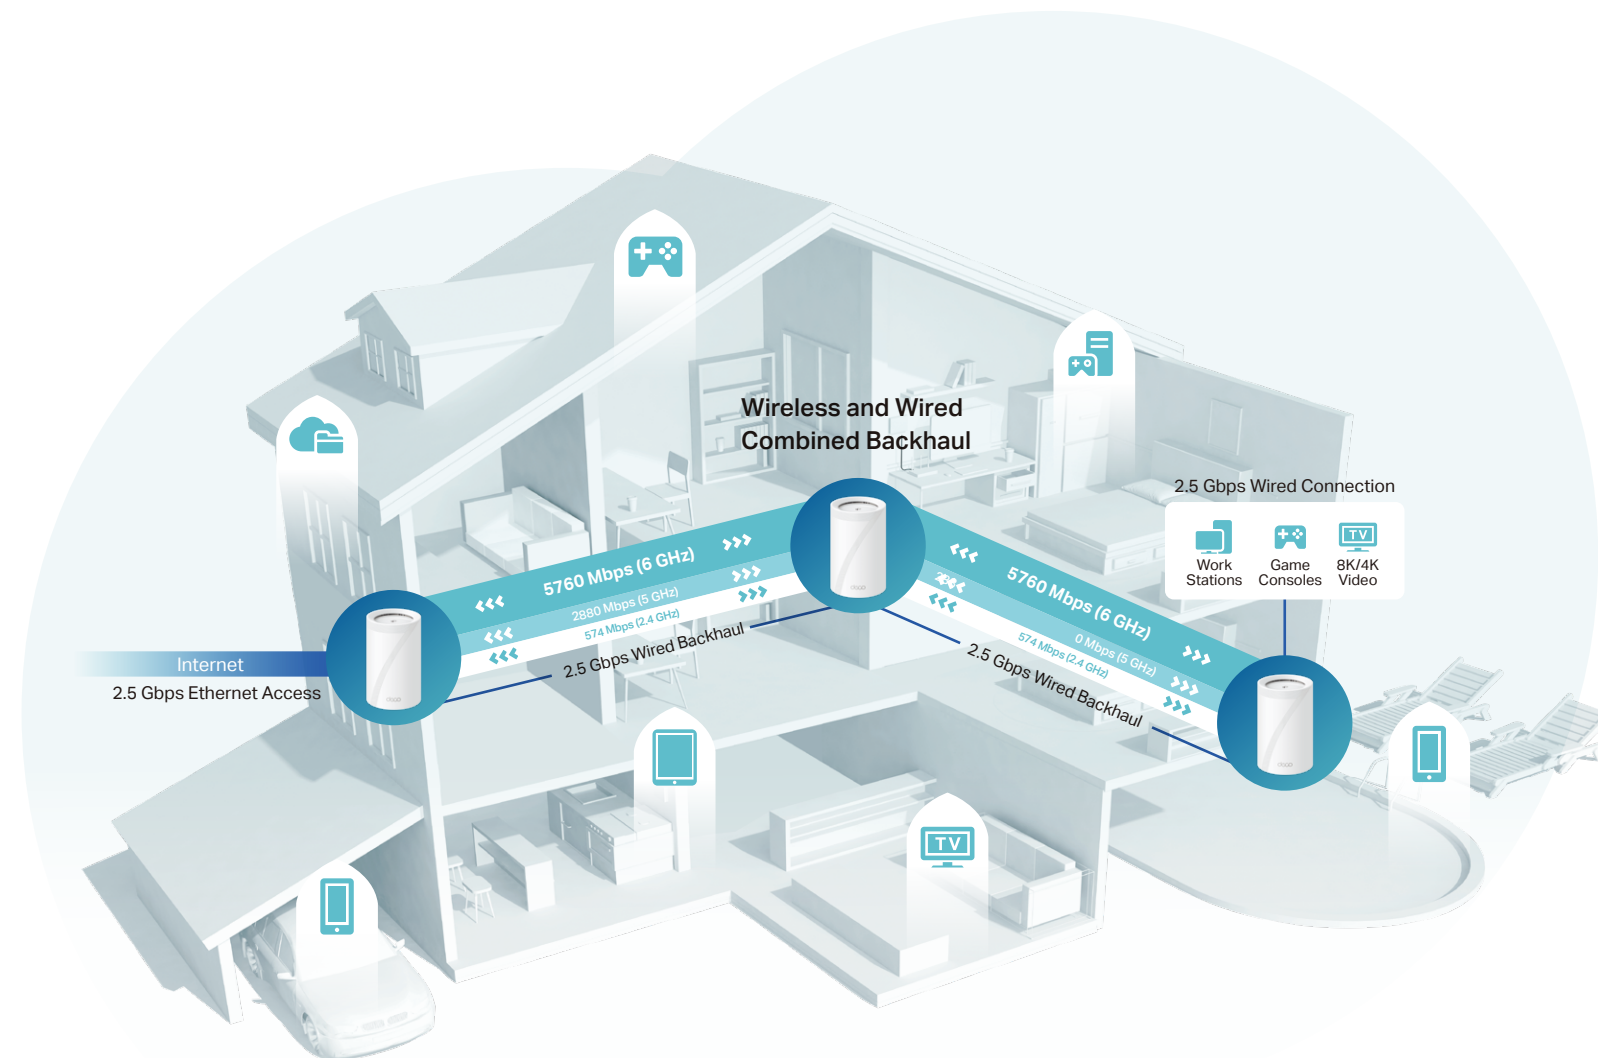 Wireless and Wired
Combined Backhaul
2.5 Gbps Wired Connection
Work
Stations
Game
Consoles
TV
8K/4K
Video
5760 Mbps (6 GHz)
2880 Mbps (5 GHz)
574 Mbps (2.4 GHz)
2.5 Gbps Wired Backhaul
5760 Mbps (6 GHz)
0 Mbps (5 GHz)
574 Mbps (2.4 GHz)
2.5 Gbps Wired Backhaul
Internet
2.5 Gbps Ethernet Access
deco
deco
deco
TV